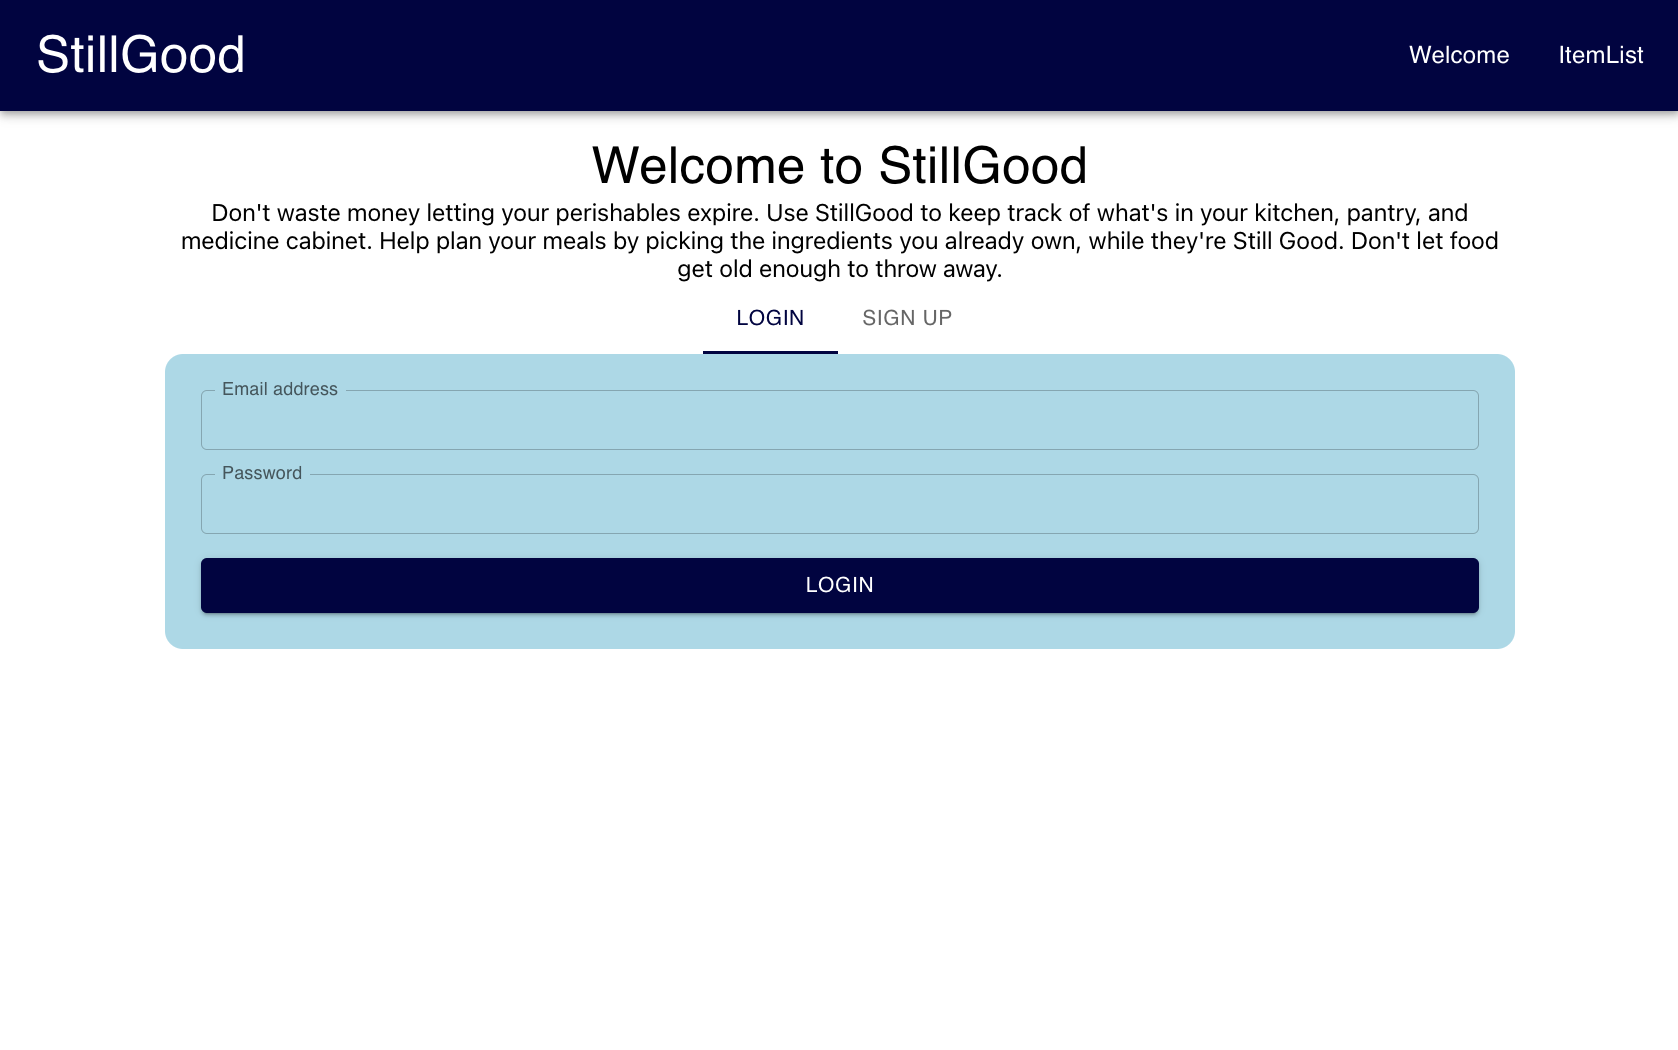 StillGood
Welcome
ItemList
Welcome to StillGood
Don't waste money letting your perishables expire. Use StillGood to keep track of what's in your kitchen, pantry, and
medicine cabinet. Help plan your meals by picking the ingredients you already own, while they're Still Good. Don't let food
get old enough to throw away.
LOGIN
SIGN UP
Email address
Password
LOGIN